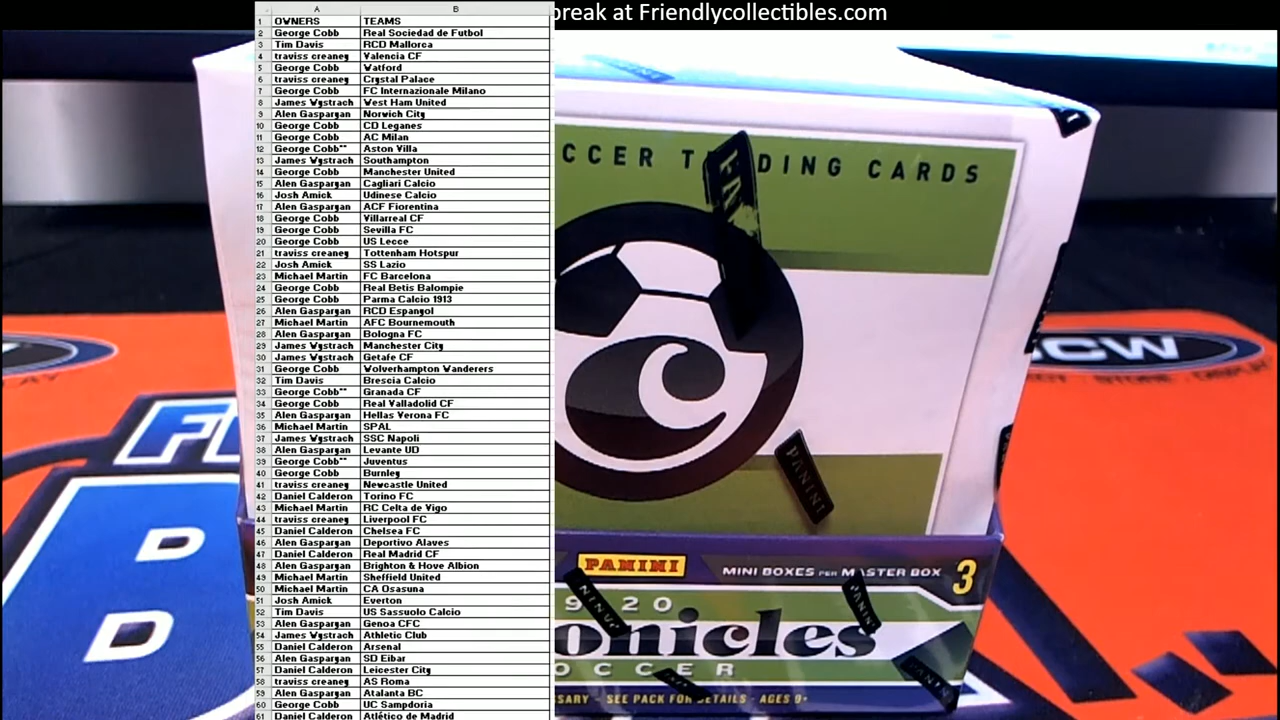 break at Friendlycollectibles.com
A B
1 OWNERS TEAMS
2 George Cobb Real Sociedad de Futbol
3 Tim Davis RCD Mallorca
4 traviss creaney Valencia CF
5 George Cobb Watford
6 traviss creaney Crystal Palace
7 George Cobb FC Internazionale Milano
8 James Wystrach West Ham United
9 Alen Gaspargan Norwich City
10 George Cobb CD Leganes
11 George Cobb AC Milan
12 George Cobb** Aston Villa
13 James Wystrach Southampton
14 George Cobb Manchester United
15 Alen Gaspargan Cagliari Calcio
16 Josh Amick Udinese Calcio
17 Alen Gaspargan ACF Fiorentina
18 George Cobb Villarreal CF
19 George Cobb Sevilla FC
20 George Cobb US Lecce
21 traviss creaney Tottenham Hotspur
22 Josh Amick SS Lazio
23 Michael Martin FC Barcelona
24 George Cobb Real Betis Balompie
25 George Cobb Parma Calcio 1913
26 Alen Gaspargan RCD Espanyol
27 Michael Martin AFC Bournemouth
28 Alen Gaspargan Bologna FC
29 James Wystrach Manchester City
30 James Wystrach Getafe CF
31 George Cobb Wolverhampton Wanderers
32 Tim Davis Brescia Calcio
33 George Cobb** Granada CF
34 George Cobb Real Valladolid CF
35 Alen Gaspargan Hellas Verona FC
36 Michael Martin SPAL
37 James Wystrach SSC Napoli
38 Alen Gaspargan Levante UD
39 George Cobb** Juventus
40 George Cobb Burnley
41 traviss creaney Newcastle United
42 Daniel Calderon Torino FC
43 Michael Martin RC Celta de Vigo
44 traviss creaney Liverpool FC
45 Daniel Calderon Chelsea FC
46 Alen Gaspargan Deportivo Alaves
47 Daniel Calderon Real Madrid CF
48 Alen Gaspargan Brighton & Hove Albion
49 Michael Martin Sheffield United
50 Michael Martin CA Osasuna
51 Josh Amick Everton
52 Tim Davis US Sassuolo Calcio
53 Alen Gaspargan Genoa CFC
54 James Wystrach Athletic Club
55 Daniel Calderon Arsenal
56 Alen Gaspargan SD Eibar
57 Daniel Calderon Leicester City
58 traviss creaney AS Roma
59 Alen Gaspargan Atalanta BC
60 George Cobb UC Sampdoria
61 Daniel Calderon Atlético de Madrid
CCER TRADING CARDS
PANINI
PANINI
MINI BOXES PER MASTER BOX 3
9 20
onicles
OCCER
SSARY - SEE PACK FOR DETAILS - AGES 9+
BCW